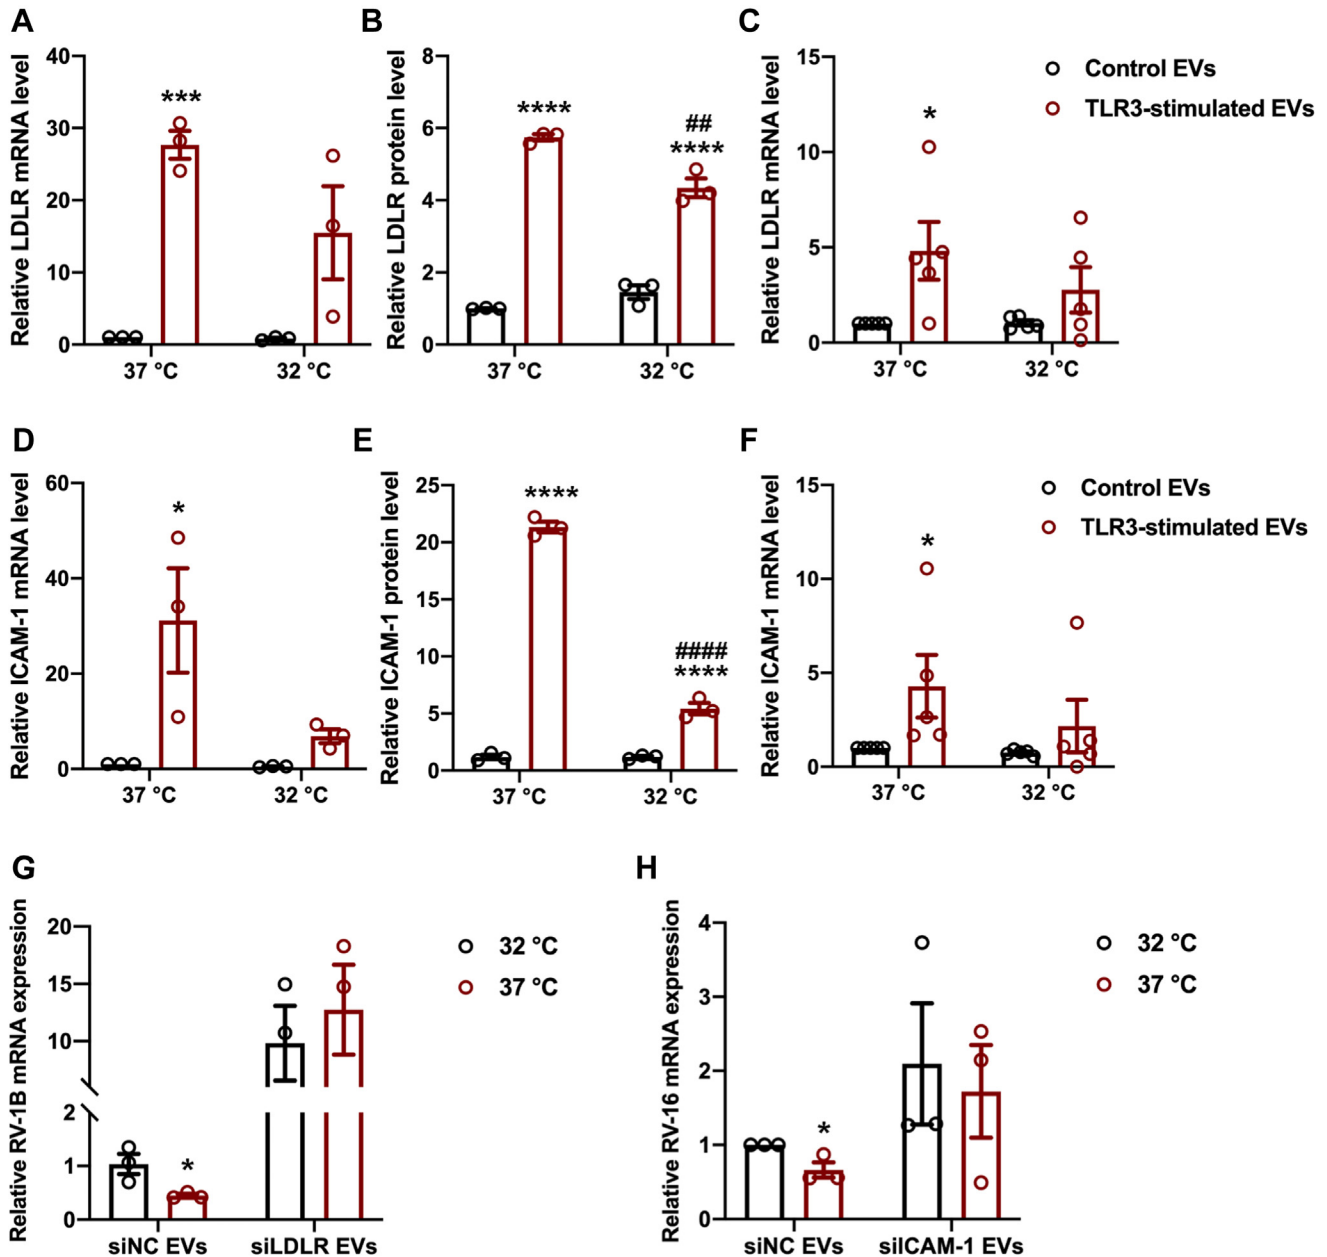 A
Relative LDLR mRNA level
40
30
20
10
0
***
37 °C
32 °C
B
Relative LDLR protein level
8
6
4
2
0
****
##
****
37 °C
32 °C
C
Relative LDLR mRNA level
15
10
5
0
*
37 °C
32 °C
Control EVs
TLR3-stimulated EVs
D
Relative ICAM-1 mRNA level
60
40
20
0
*
37 °C
32 °C
E
Relative ICAM-1 protein level
25
20
15
10
5
0
****
####
****
37 °C
32 °C
F
Relative ICAM-1 mRNA level
15
10
5
0
*
37 °C
32 °C
Control EVs
TLR3-stimulated EVs
G
Relative RV-1B mRNA expression
20
15
10
2
1
0
*
siNC EVs
siLDLR EVs
32 °C
37 °C
H
Relative RV-16 mRNA expression
4
3
2
1
0
*
siNC EVs
siICAM-1 EVs
32 °C
37 °C